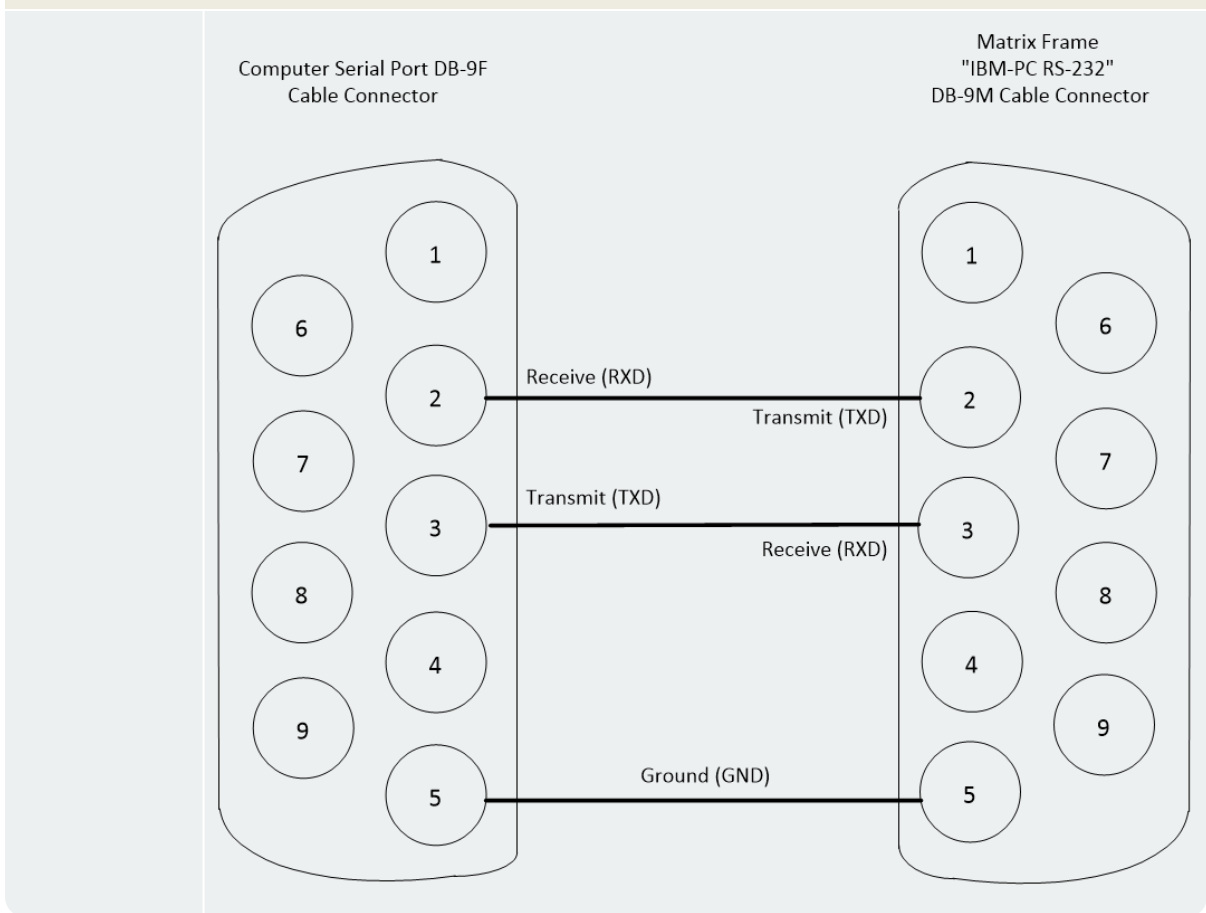 Computer Serial Port DB-9F
Cable Connector
Matrix Frame
"IBM-PC RS-232"
DB-9M Cable Connector
1
1
6
6
2
Receive (RXD)
Transmit (TXD)
2
7
7
3
Transmit (TXD)
Receive (RXD)
3
8
8
4
4
9
9
5
Ground (GND)
5